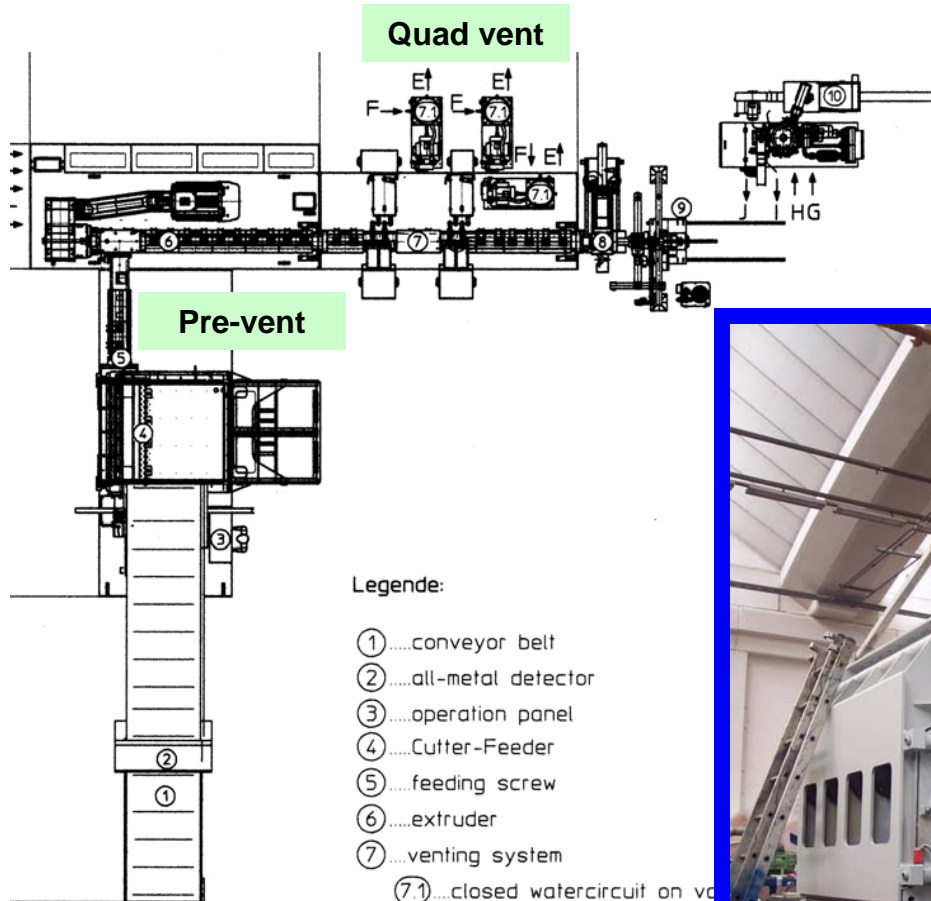 Quad vent
E E
F 7.1 F 7.1
10
F E
7.1
9
J I H G
6 7 8
Pre-vent
5
4
3
Legende:
1.....conveyor belt
2.....all-metal detector
3.....operation panel
4.....Cutter-Feeder
5.....feeding screw
6.....extruder
7....venting system
7.1....closed watercircuit on
2
1